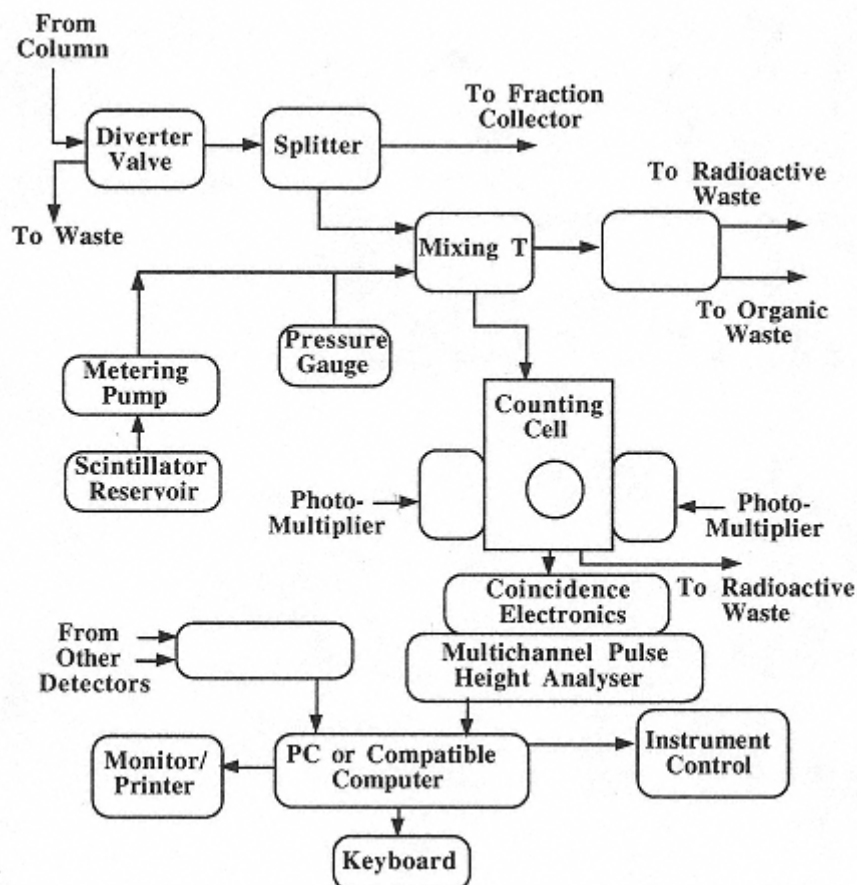 From
Column
Diverter
Valve
Splitter
To Fraction
Collector
To Waste
Mixing T
To Radioactive
Waste
To Organic
Waste
Pressure
Gauge
Metering
Pump
Scintillator
Reservoir
Counting
Cell
Photo-
Multiplier
Photo-
Multiplier
Coincidence
Electronics
To Radioactive
Waste
Multichannel Pulse
Height Analyser
From
Other
Detectors
Monitor/
Printer
PC or Compatible
Computer
Instrument
Control
Keyboard